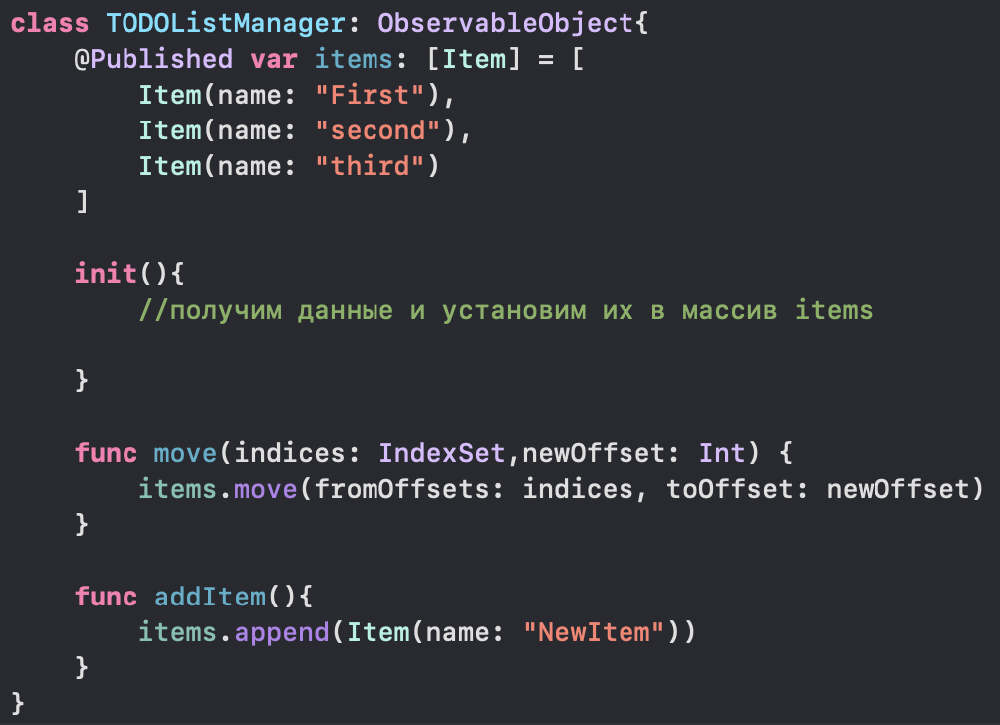 class TODOListManager: ObservableObject{
    @Published var items: [Item] = [
        Item(name: "First"),
        Item(name: "second"),
        Item(name: "third")
    ]
    init(){
        //получим данные и установим их в массив items
    }
    func move(indices: IndexSet,newOffset: Int) {
        items.move(fromOffsets: indices, toOffset: newOffset)
    }
    func addItem(){
        items.append(Item(name: "NewItem"))
    }
}